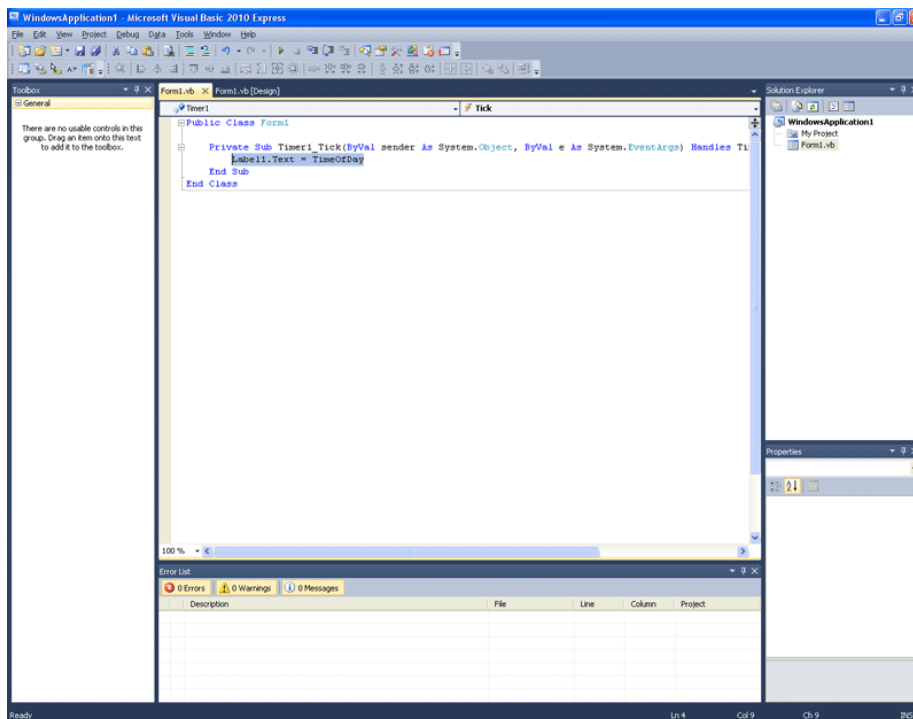 WindowsApplication1 - Microsoft Visual Basic 2010 Express
File Edit View Project Debug Data Tools Window Help
Toolbox
General
There are no usable controls in this
group. Drag an item onto this text
to add it to the toolbox.
Form1.vb Form1.vb [Design]
Timer1
Tick
Public Class Form1
Private Sub Timer1_Tick(ByVal sender As System.Object, ByVal e As System.EventArgs) Handles Ti
Label1.Text = TimeOfDay
End Sub
End Class
100 %
Solution Explorer
WindowsApplication1
My Project
Form1.vb
Properties
Error List
0 Errors 0 Warnings 0 Messages
Description File Line Column Project
Ready Ln 4 Col 9 Ch 9 INS